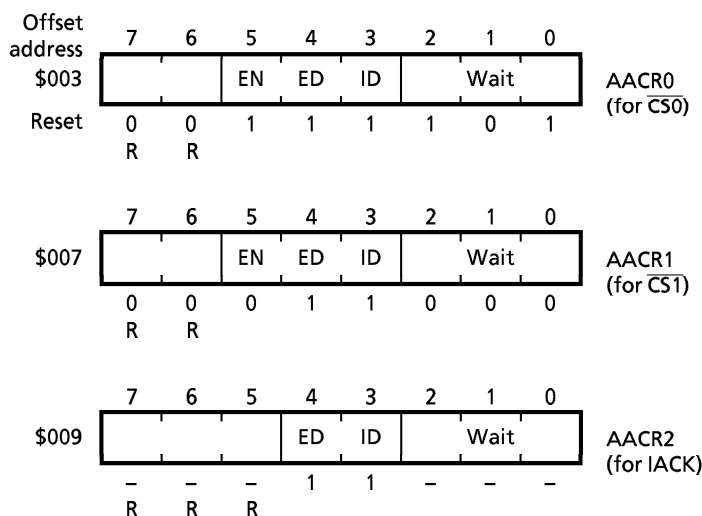 Offset address 7 6 5 4 3 2 1 0
$003 EN ED ID Wait AACR0
(for CS0)
Reset 0 0 1 1 1 1 0 1
R R
7 6 5 4 3 2 1 0
$007 EN ED ID Wait AACR1
(for CS1)
0 0 0 1 1 0 0 0
R R
7 6 5 4 3 2 1 0
$009 ED ID Wait AACR2
(for IACK)
– – – 1 1 – – –
R R R